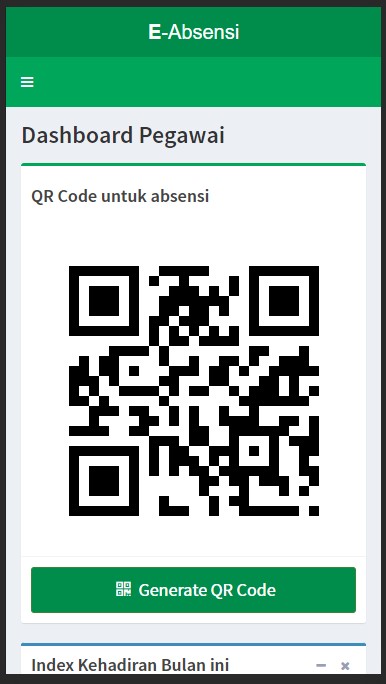 E-Absensi
Dashboard Pegawai
QR Code untuk absensi
Generate QR Code
Index Kehadiran Bulan ini